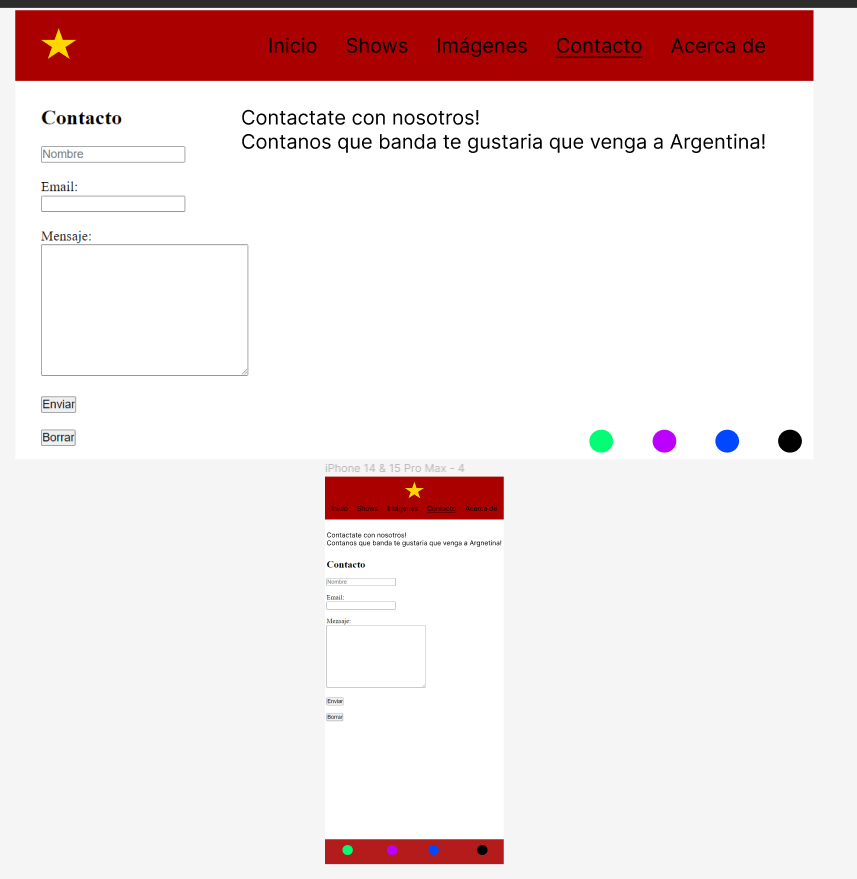 Inicio Shows Imágenes Contacto Acerca de
Contacto
Nombre
Email:
Mensaje:
Enviar
Borrar
Contactate con nosotros!
Contanos que banda te gustaria que venga a Argentina!
iPhone 14 & 15 Pro Max - 4
Inicio Shows Imágenes Contacto Acerca de
Contactate con nosotros!
Contanos que banda te gustaria que venga a Argnetina!
Contacto
Nombre
Email:
Mensaje:
Enviar
Borrar